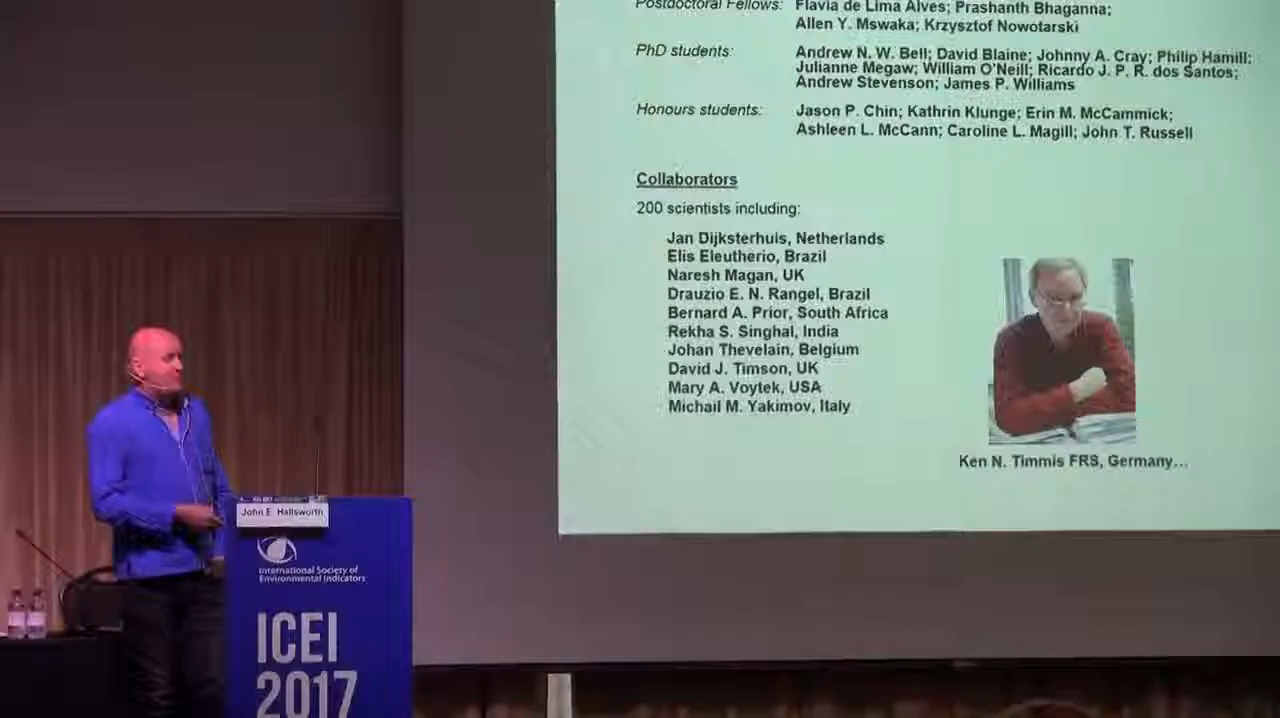 Postdoctoral Fellows: Flavia de Lima Alves; Prashanth Bhaganna;
Allen Y. Mswaka; Krzysztof Nowotarski
PhD students: Andrew N. W. Bell; David Blaine; Johnny A. Cray; Philip Hamill;
Julianne Megaw; William O'Neill; Ricardo J. P. R. dos Santos;
Andrew Stevenson; James P. Williams
Honours students: Jason P. Chin; Kathrin Klunge; Erin M. McCammick;
Ashleen L. McCann; Caroline L. Magill; John T. Russell
Collaborators
200 scientists including:
Jan Dijksterhuis, Netherlands
Elis Eleutherio, Brazil
Naresh Magan, UK
Drauzio E. N. Rangel, Brazil
Bernard A. Prior, South Africa
Rekha S. Singhal, India
Johan Thevelain, Belgium
David J. Timson, UK
Mary A. Voytek, USA
Michail M. Yakimov, Italy
Ken N. Timmis FRS, Germany...
John E. Hallsworth
International Society of
Environmental Indicators
ICEI
2017